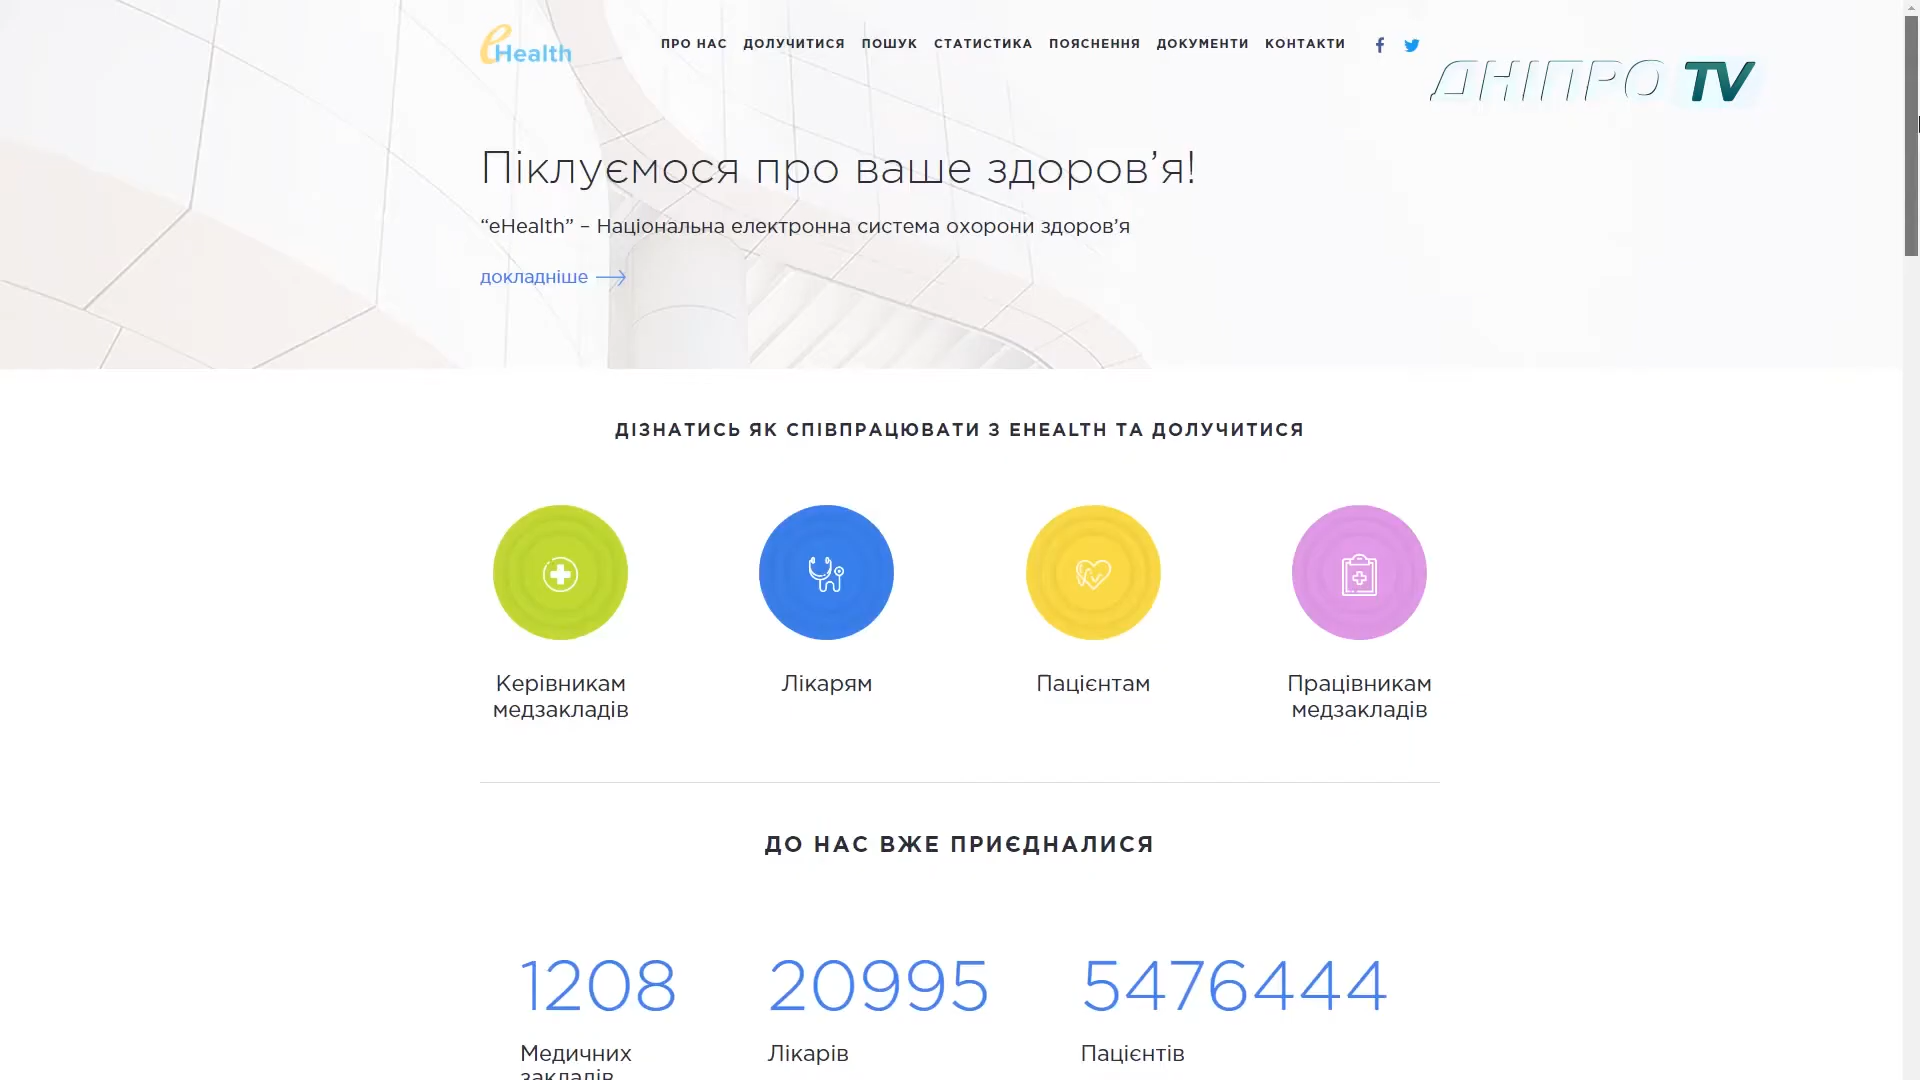 eHealth
ПРО НАС ДОЛУЧИТИСЯ ПОШУК СТАТИСТИКА ПОЯСНЕННЯ ДОКУМЕНТИ КОНТАКТИ
ДНІПРО TV
Піклуємося про ваше здоров’я!
“eHealth” – Національна електронна система охорони здоров’я
докладніше
ДІЗНАТИСЬ ЯК СПІВПРАЦЮВАТИ З EHEALTH ТА ДОЛУЧИТИСЯ
Керівникам
медзакладів
Лікарям
Пацієнтам
Працівникам
медзакладів
ДО НАС ВЖЕ ПРИЄДНАЛИСЯ
1208
Медичних
закладів
20995
Лікарів
5476444
Пацієнтів